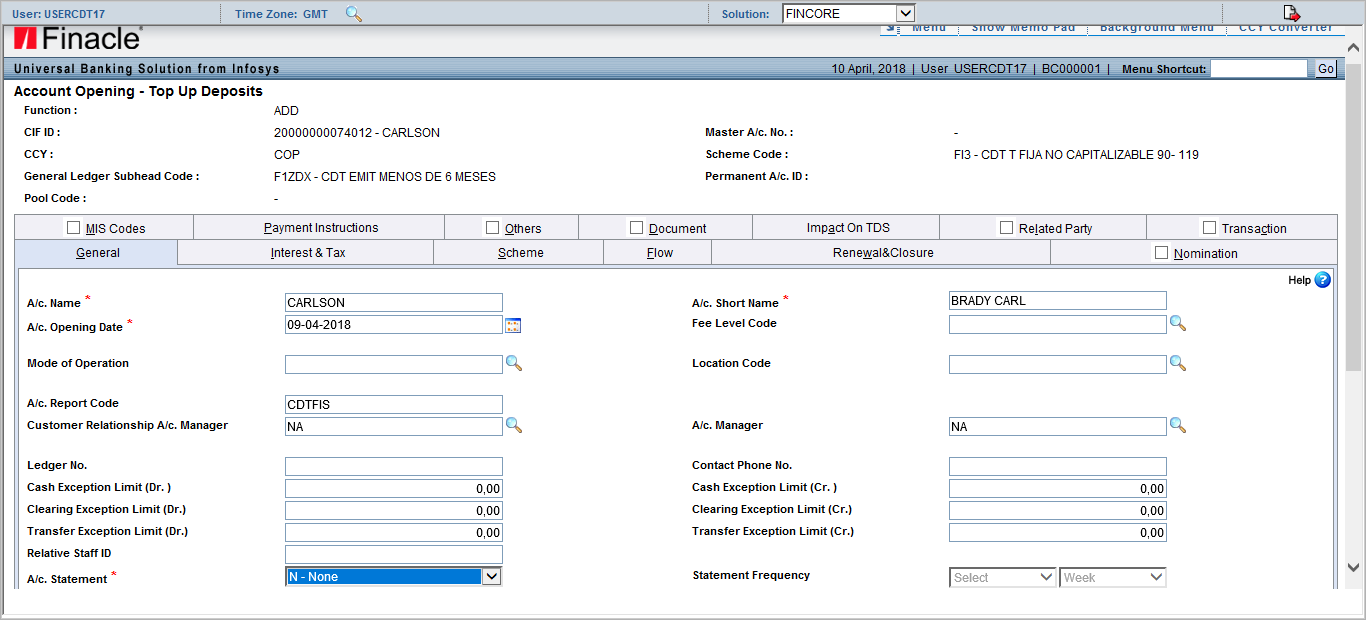 User: USERCDT17 Time Zone: GMT Solution: FINCORE
Finacle
Menu Show Memo Pad Background Menu CCY Converter
Universal Banking Solution from Infosys 10 April, 2018 | User USERCDT17 | BC000001 | Menu Shortcut: Go
Account Opening - Top Up Deposits
Function : ADD
CIF ID : 20000000074012 - CARLSON Master A/c. No. : -
CCY : COP Scheme Code : FI3 - CDT T FIJA NO CAPITALIZABLE 90- 119
General Ledger Subhead Code : F1ZDX - CDT EMIT MENOS DE 6 MESES Permanent A/c. ID :
Pool Code : -
MIS Codes Payment Instructions Others Document Impact On TDS Related Party Transaction
General Interest & Tax Scheme Flow Renewal&Closure Nomination
Help ?
A/c. Name * CARLSON A/c. Short Name * BRADY CARL
A/c. Opening Date * 09-04-2018 Fee Level Code
Mode of Operation Location Code
A/c. Report Code CDTFIS
Customer Relationship A/c. Manager NA A/c. Manager NA
Ledger No. Contact Phone No.
Cash Exception Limit (Dr. ) 0,00 Cash Exception Limit (Cr. ) 0,00
Clearing Exception Limit (Dr.) 0,00 Clearing Exception Limit (Cr.) 0,00
Transfer Exception Limit (Dr.) 0,00 Transfer Exception Limit (Cr.) 0,00
Relative Staff ID
A/c. Statement * N - None Statement Frequency Select Week